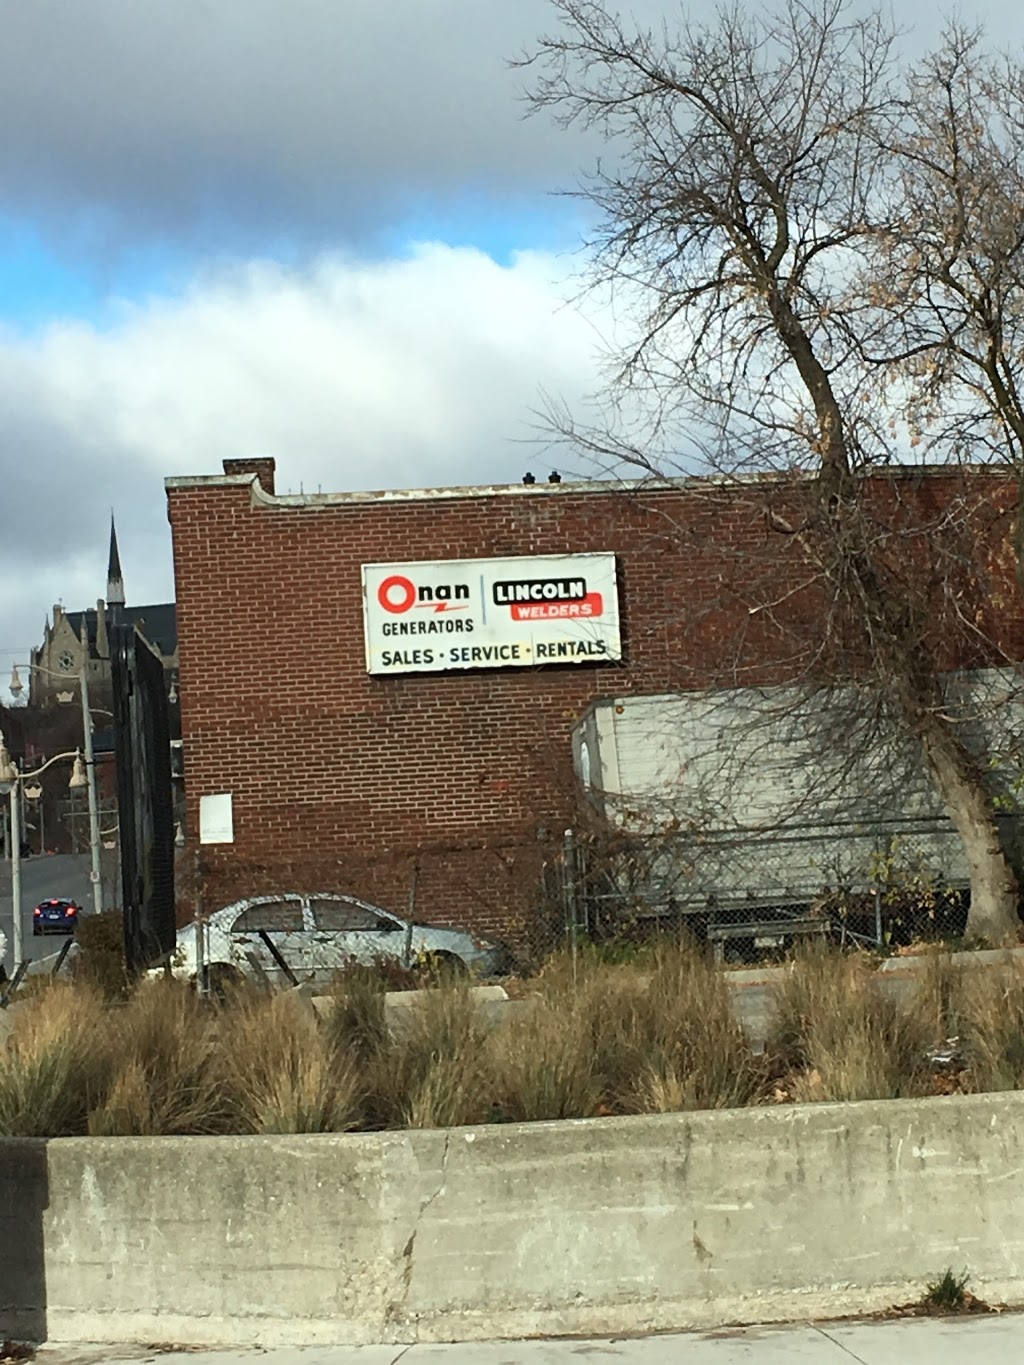 Onan
GENERATORS
LINCOLN
WELDERS
SALES · SERVICE · RENTALS